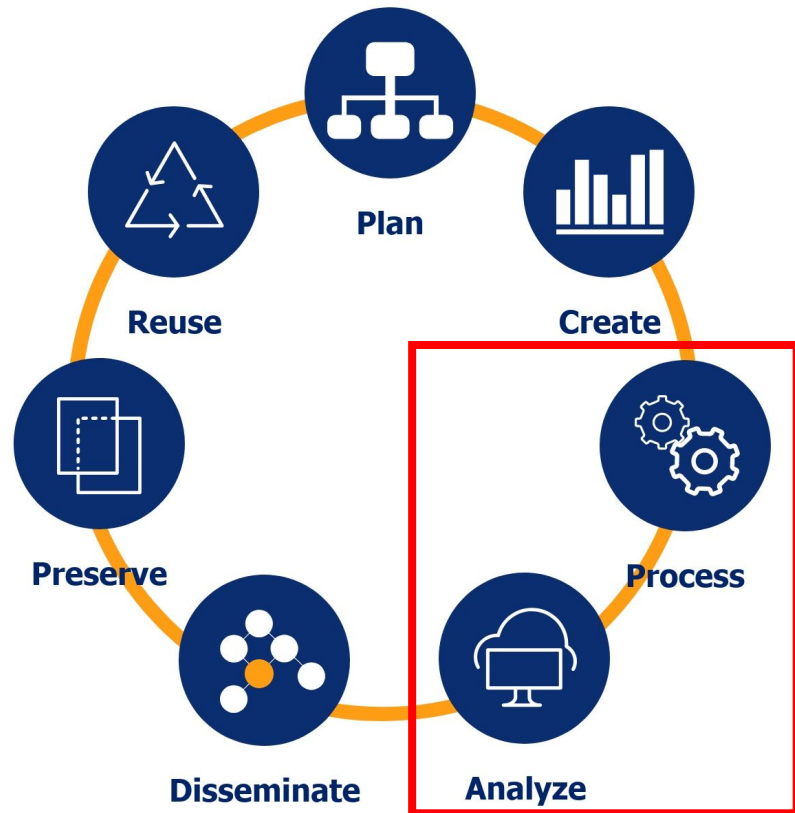 Plan
Reuse
Create
Preserve
Process
Disseminate
Analyze